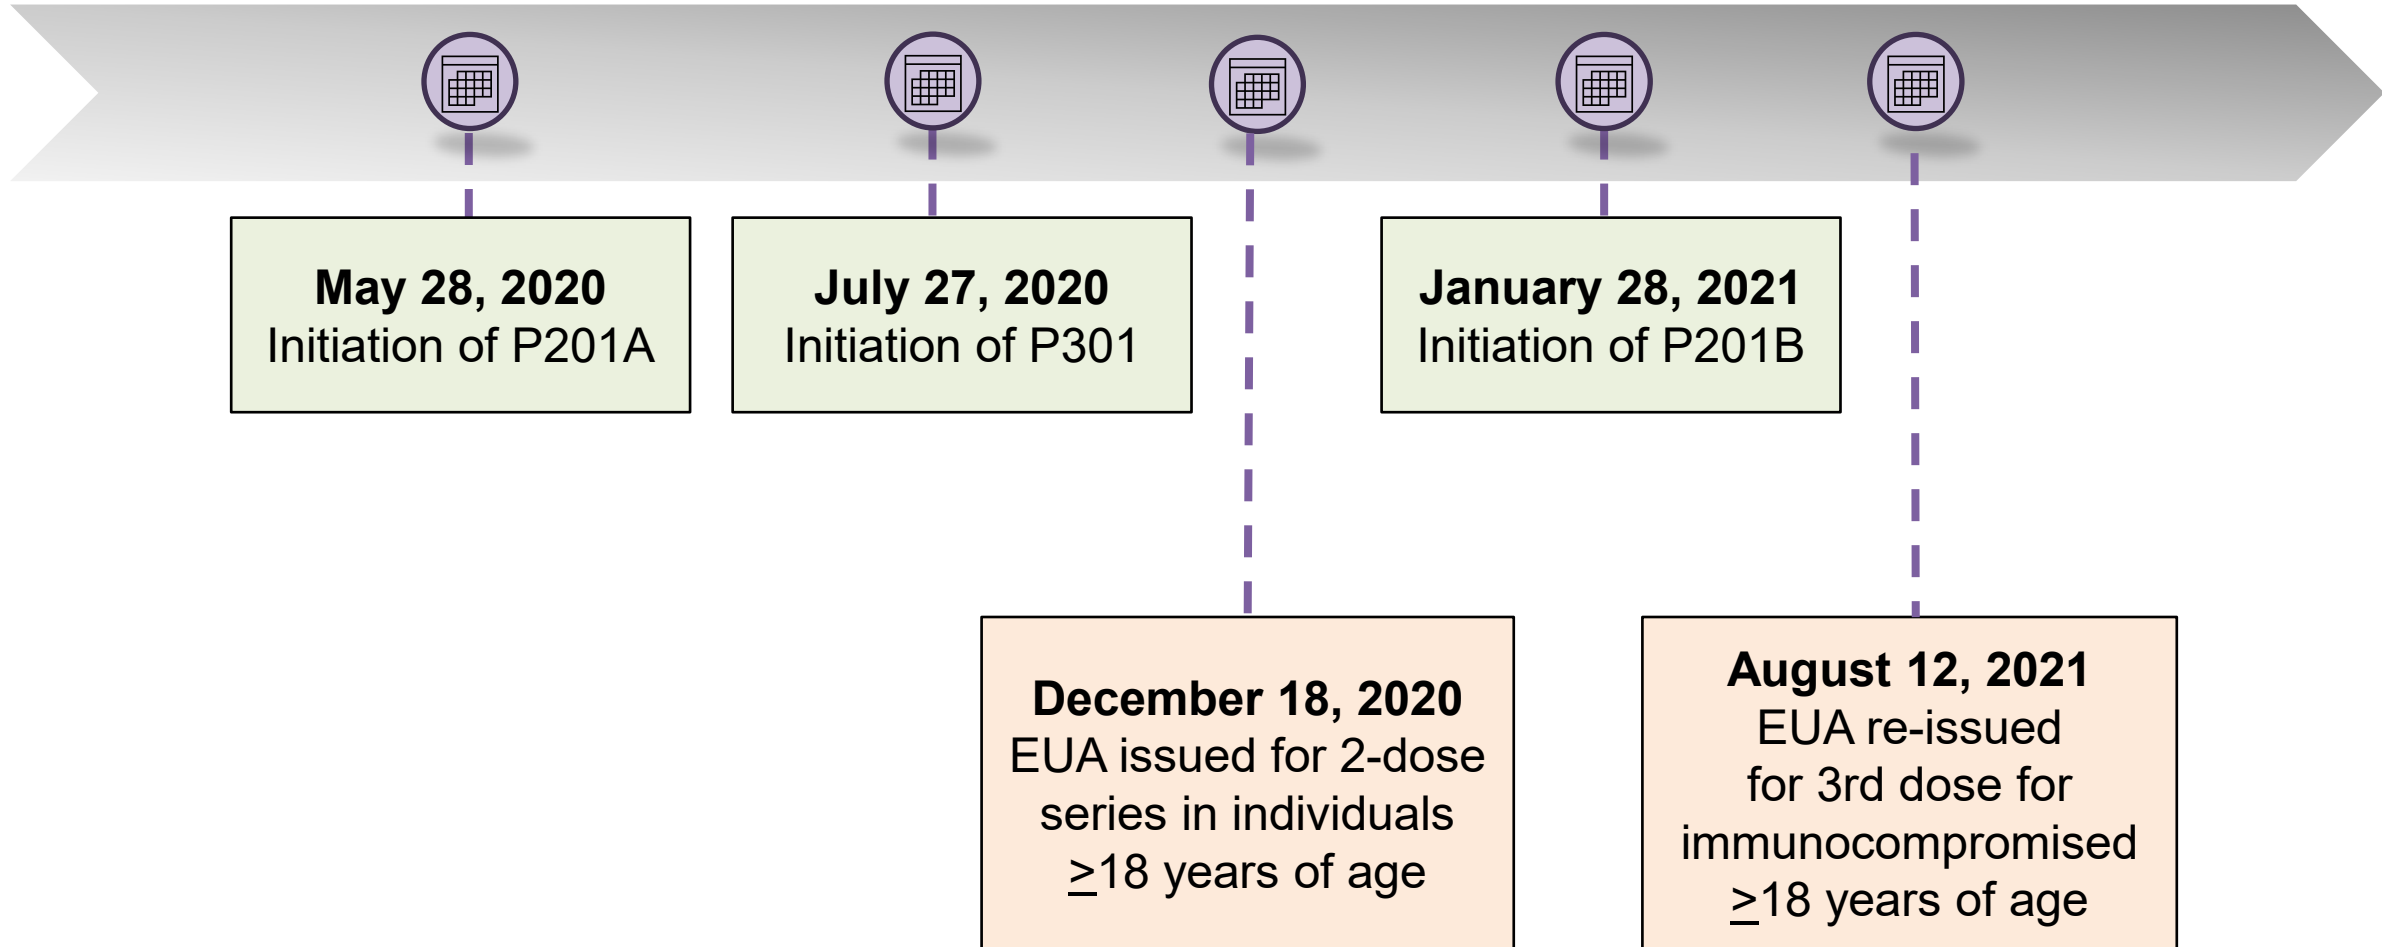 May 28, 2020
Initiation of P201A
July 27, 2020
Initiation of P301
January 28, 2021
Initiation of P201B
December 18, 2020
EUA issued for 2-dose
series in individuals
≥18 years of age
August 12, 2021
EUA re-issued
for 3rd dose for
immunocompromised
≥18 years of age